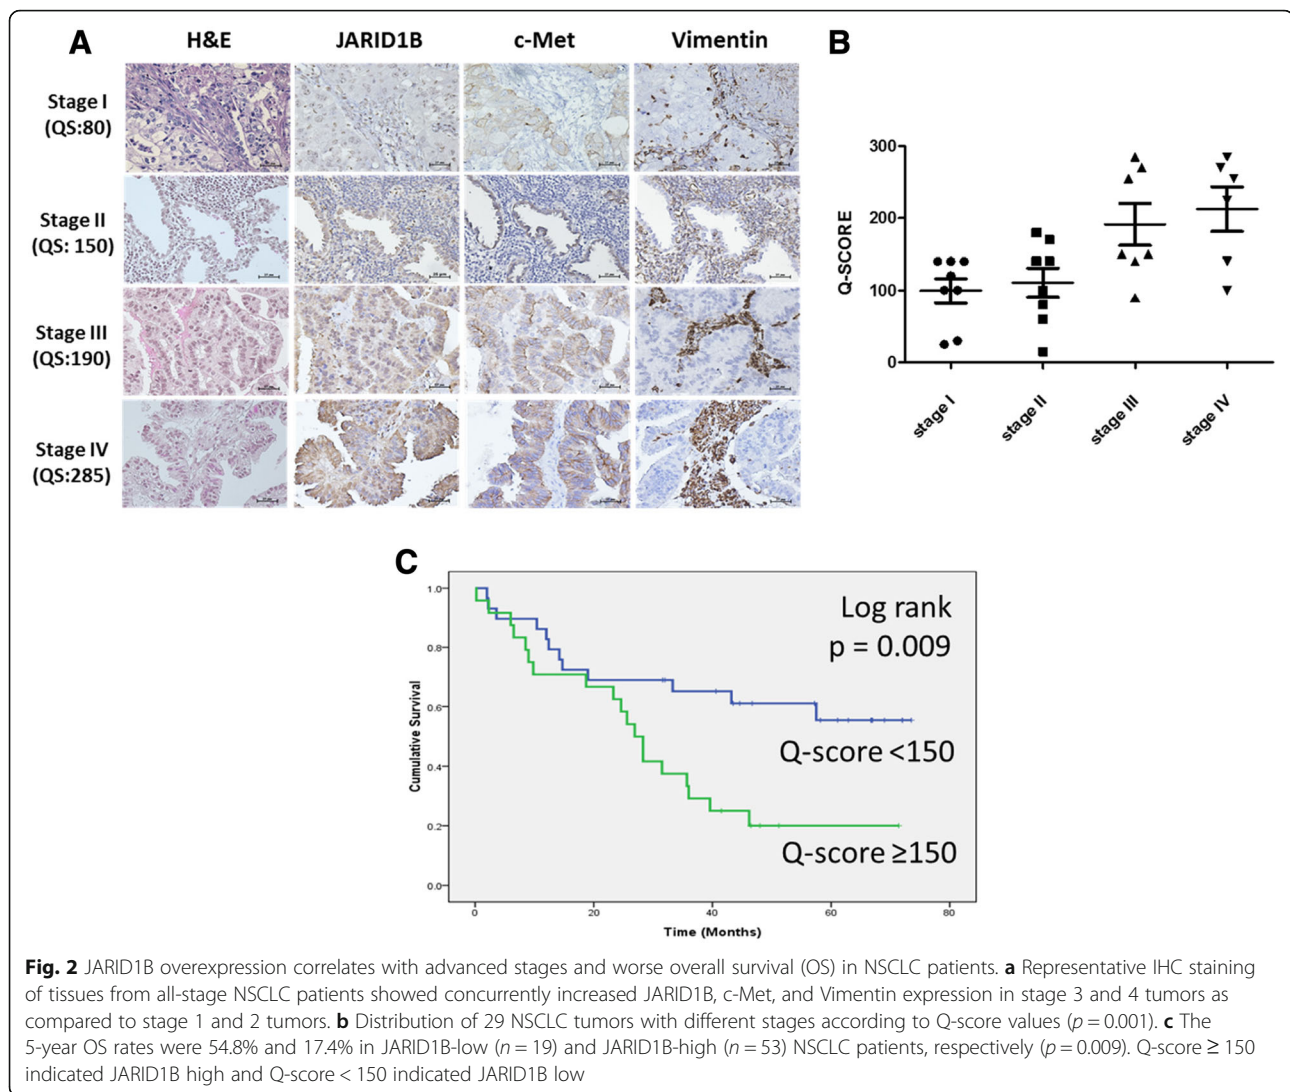 A
H&E JARID1B c-Met Vimentin
Stage I
(QS:80)
Stage II
(QS: 150)
Stage III
(QS:190)
Stage IV
(QS:285)
B
Q-SCORE
300
200
100
0
stage I stage II stage III stage IV
C
Cumulative Survival
1.0
0.8
0.6
0.4
0.2
0.0
Log rank
p = 0.009
Q-score <150
Q-score ≥150
0 20 40 60 80
Time (Months)
Fig. 2 JARID1B overexpression correlates with advanced stages and worse overall survival (OS) in NSCLC patients. a Representative IHC staining
of tissues from all-stage NSCLC patients showed concurrently increased JARID1B, c-Met, and Vimentin expression in stage 3 and 4 tumors as
compared to stage 1 and 2 tumors. b Distribution of 29 NSCLC tumors with different stages according to Q-score values (p = 0.001). c The
5-year OS rates were 54.8% and 17.4% in JARID1B-low (n = 19) and JARID1B-high (n = 53) NSCLC patients, respectively (p = 0.009). Q-score ≥ 150
indicated JARID1B high and Q-score < 150 indicated JARID1B low